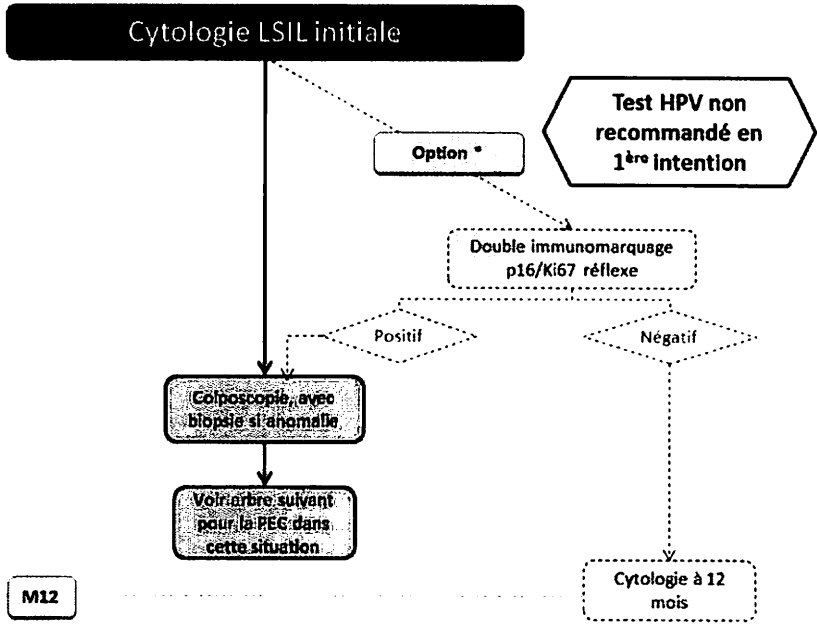 Cytologie LSIL initiale
Test HPV non
recommandé en
1ère intention
Option *
Double immunomarquage
p16/Ki67 réflexe
Positif
Négatif
Colposcopie, avec
biopsie si anomalie
Voir arbre suivant
pour la PEC dans
cette situation
Cytologie à 12
mois
M12